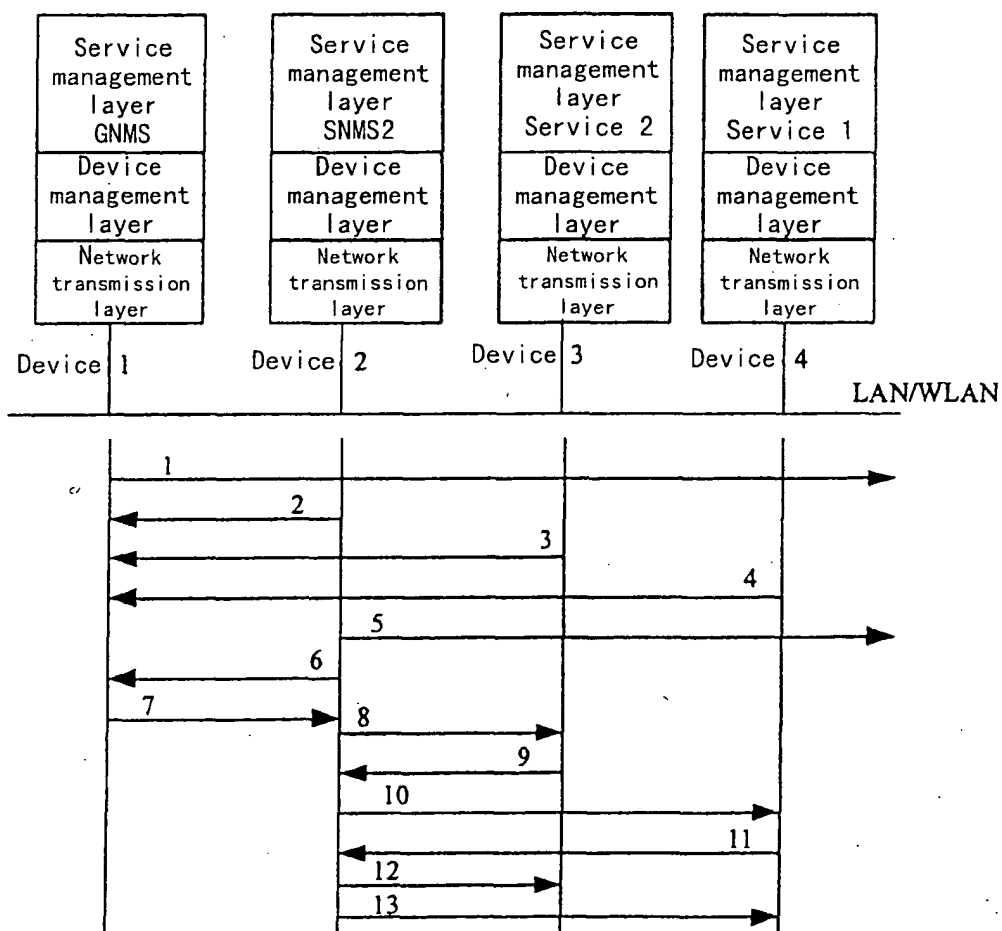 Service
management
layer
GNMS
Device
management
layer
Network
transmission
layer
Device 1
Service
management
layer
SNMS2
Device
management
layer
Network
transmission
layer
Device 2
Service
management
layer
Service 2
Device
management
layer
Network
transmission
layer
Device 3
Service
management
layer
Service 1
Device
management
layer
Network
transmission
layer
Device 4
LAN/WLAN
1
2
3
4
5
6
7
8
9
10
11
12
13